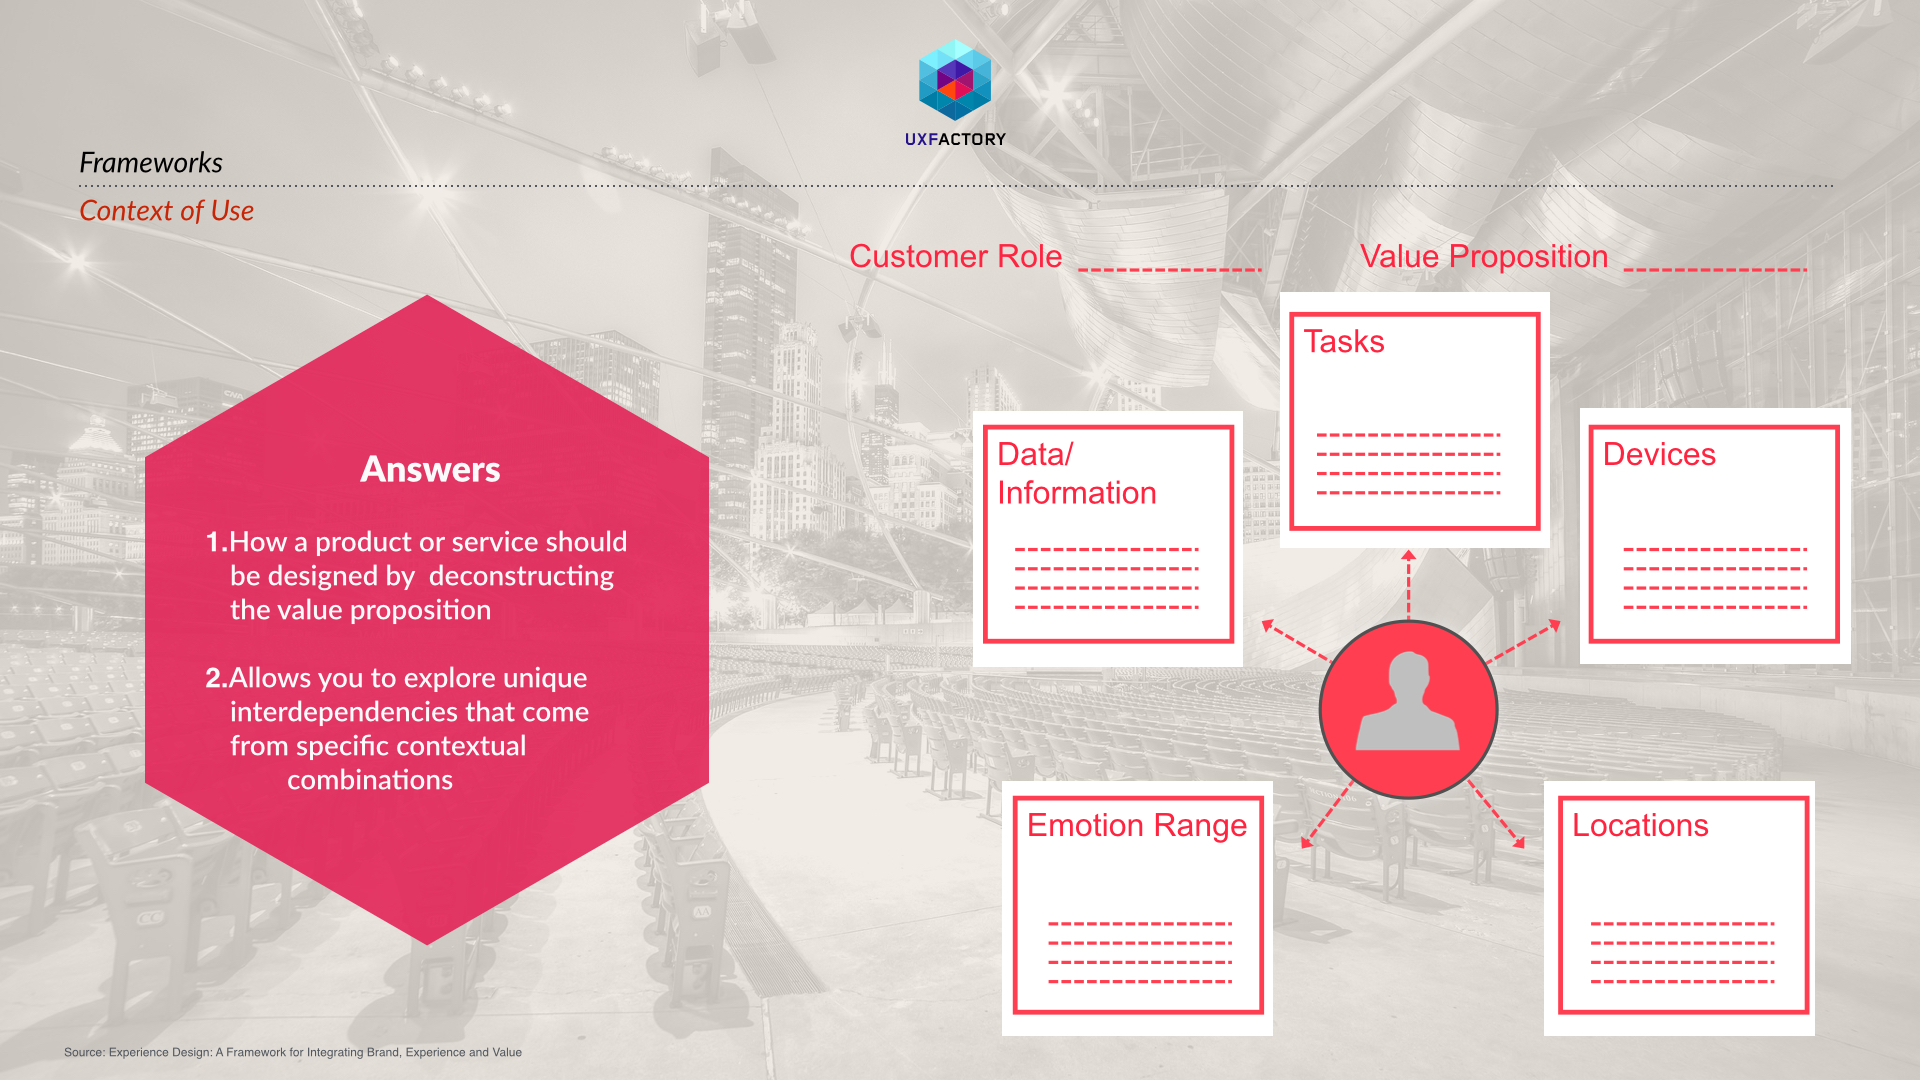 UXFACTORY
Frameworks
Context of Use
Customer Role
Value Proposition
Answers
1.How a product or service should
be designed by  deconstructing
the value proposition
2.Allows you to explore unique
interdependencies that come
from specific contextual
combinations
Tasks
Data/
Information
Devices
Emotion Range
Locations
Source: Experience Design: A Framework for Integrating Brand, Experience and Value